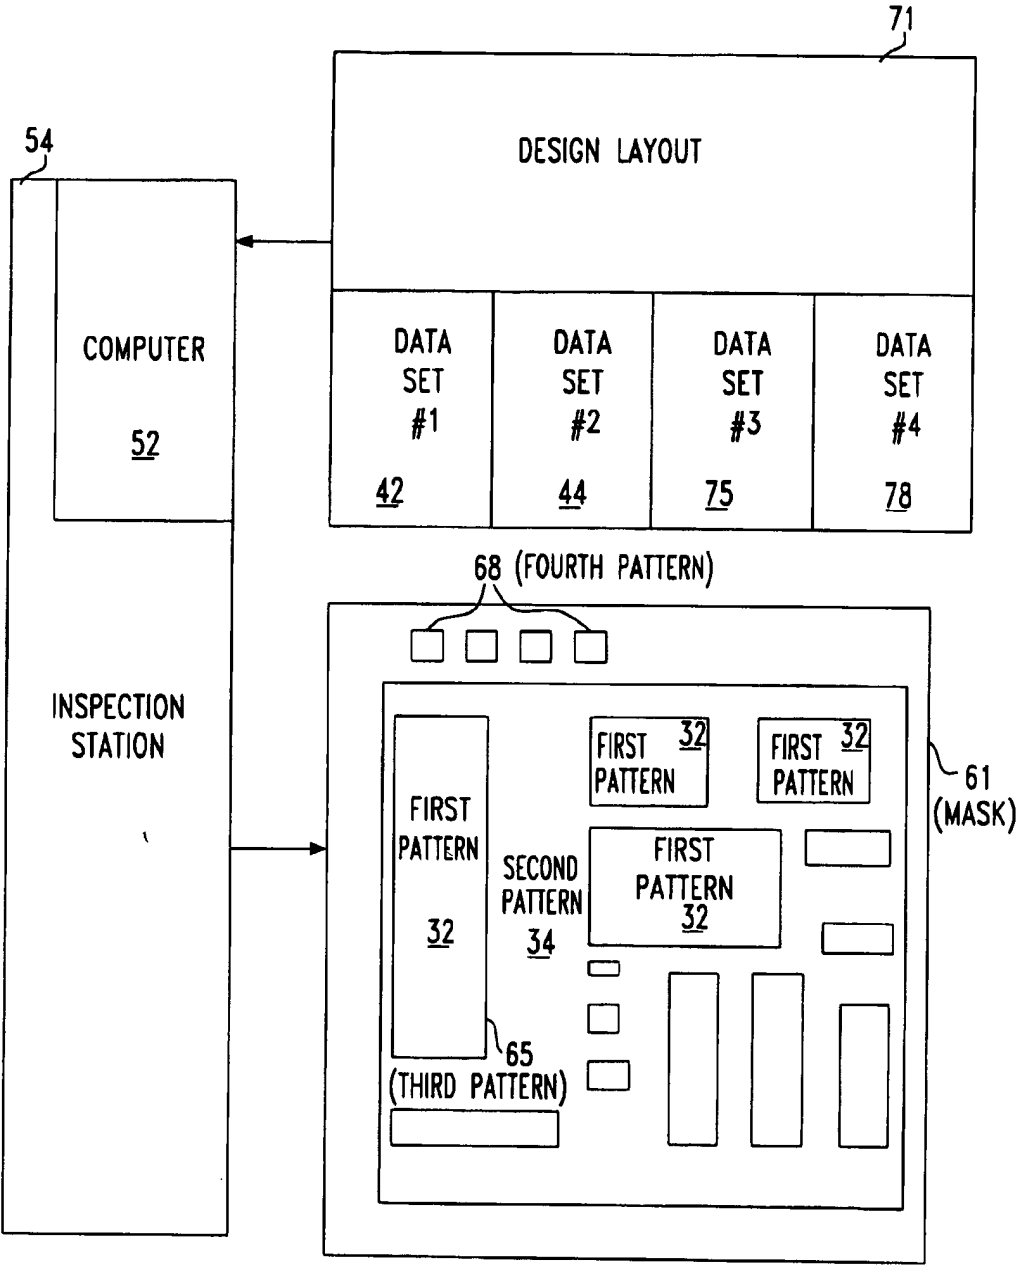 71
DESIGN LAYOUT
54
COMPUTER
52
DATA
SET
#1
42
DATA
SET
#2
44
DATA
SET
#3
75
DATA
SET
#4
78
68 (FOURTH PATTERN)
INSPECTION
STATION
FIRST
PATTERN
32
FIRST
PATTERN
32
FIRST
PATTERN
32
61
(MASK)
SECOND
PATTERN
34
FIRST
PATTERN
32
65
(THIRD PATTERN)